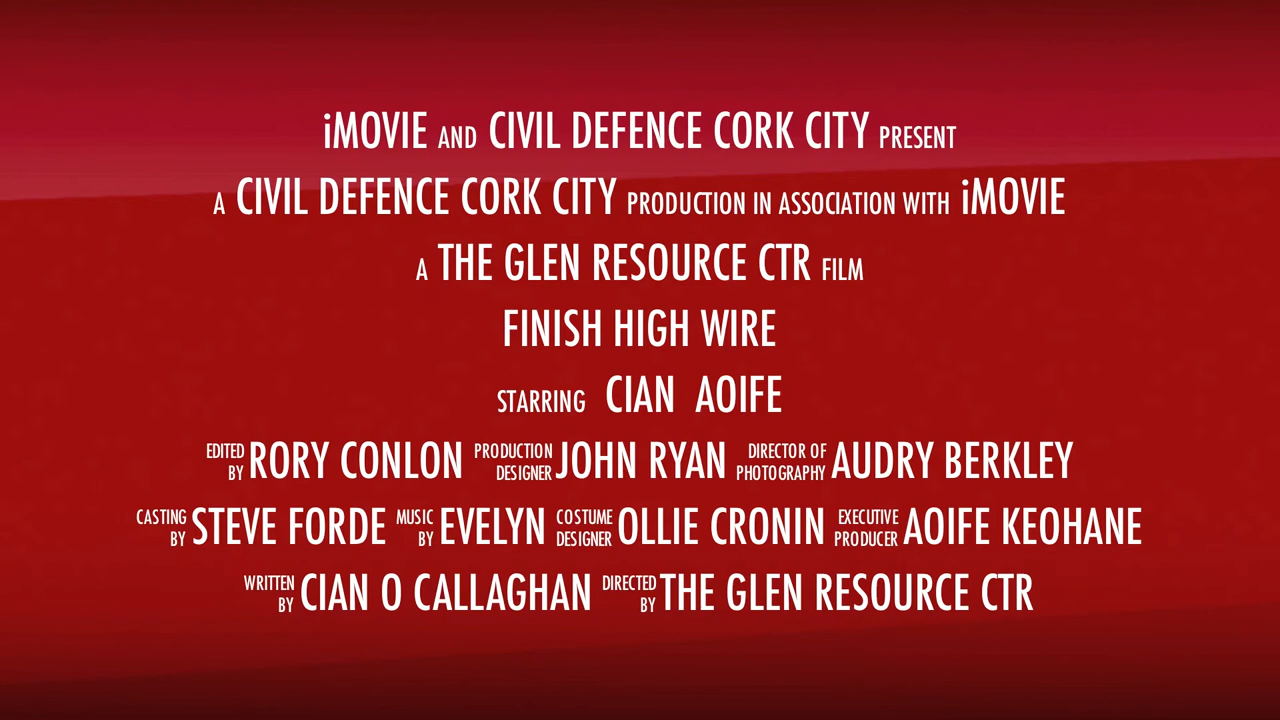 iMOVIE AND CIVIL DEFENCE CORK CITY PRESENT
A CIVIL DEFENCE CORK CITY PRODUCTION IN ASSOCIATION WITH iMOVIE
A THE GLEN RESOURCE CTR FILM
FINISH HIGH WIRE
STARRING CIAN AOIFE
EDITED BY RORY CONLON PRODUCTION DESIGNER JOHN RYAN DIRECTOR OF PHOTOGRAPHY AUDRY BERKLEY
CASTING BY STEVE FORDE MUSIC BY EVELYN COSTUME DESIGNER OLLIE CRONIN EXECUTIVE PRODUCER AOIFE KEOHANE
WRITTEN BY CIAN O CALLAGHAN DIRECTED BY THE GLEN RESOURCE CTR